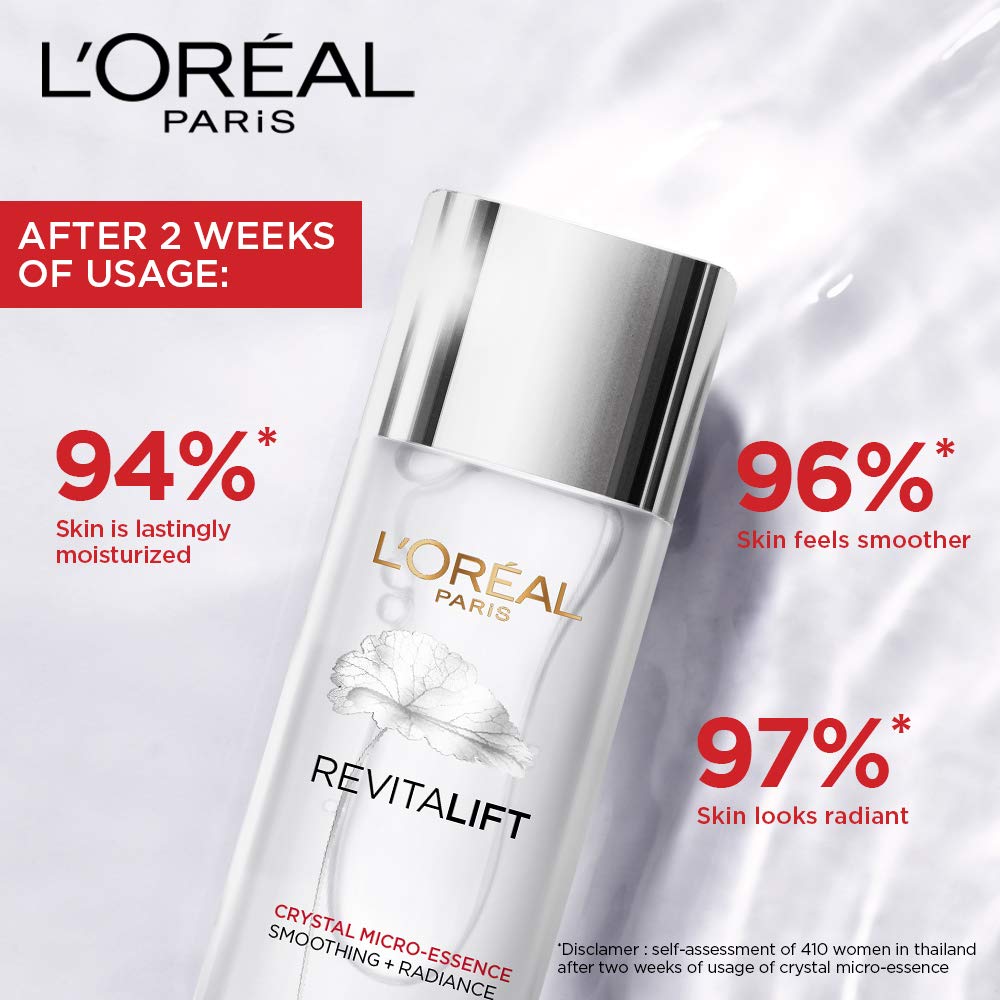 L'ORÉAL
PARiS
AFTER 2 WEEKS
OF USAGE:
94%*
Skin is lastingly
moisturized
96%*
Skin feels smoother
97%*
Skin looks radiant
L'ORÉAL
PARiS
REVITALIFT
CRYSTAL MICRO-ESSENCE
SMOOTHING + RADIANCE
*Disclamer : self-assessment of 410 women in thailand
after two weeks of usage of crystal micro-essence